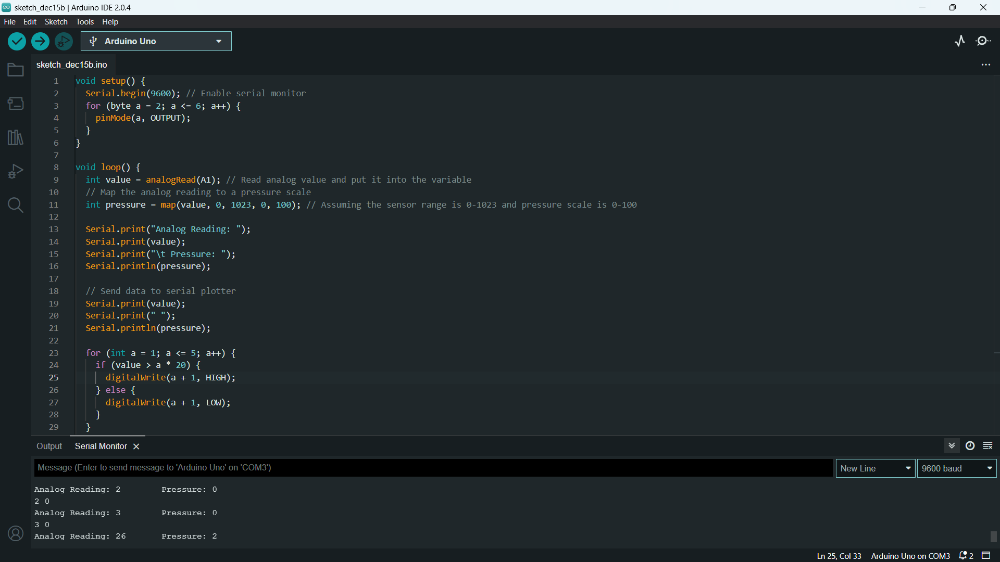 sketch_dec15b | Arduino IDE 2.0.4
File Edit Sketch Tools Help
Arduino Uno
sketch_dec15b.ino
1 void setup() {
2 Serial.begin(9600); // Enable serial monitor
3 for (byte a = 2; a <= 6; a++) {
4 pinMode(a, OUTPUT);
5 }
6 }
7
8 void loop() {
9 int value = analogRead(A1); // Read analog value and put it into the variable
10 // Map the analog reading to a pressure scale
11 int pressure = map(value, 0, 1023, 0, 100); // Assuming the sensor range is 0-1023 and pressure scale is 0-100
12
13 Serial.print("Analog Reading: ");
14 Serial.print(value);
15 Serial.print("\t Pressure: ");
16 Serial.println(pressure);
17
18 // Send data to serial plotter
19 Serial.print(value);
20 Serial.print(" ");
21 Serial.println(pressure);
22
23 for (int a = 1; a <= 5; a++) {
24 if (value > a * 20) {
25 digitalWrite(a + 1, HIGH);
26 } else {
27 digitalWrite(a + 1, LOW);
28 }
29 }
Output Serial Monitor
Message (Enter to send message to 'Arduino Uno' on 'COM3') New Line 9600 baud
Analog Reading: 2 Pressure: 0
2 0
Analog Reading: 3 Pressure: 0
3 0
Analog Reading: 26 Pressure: 2
Ln 25, Col 33 Arduino Uno on COM3 2